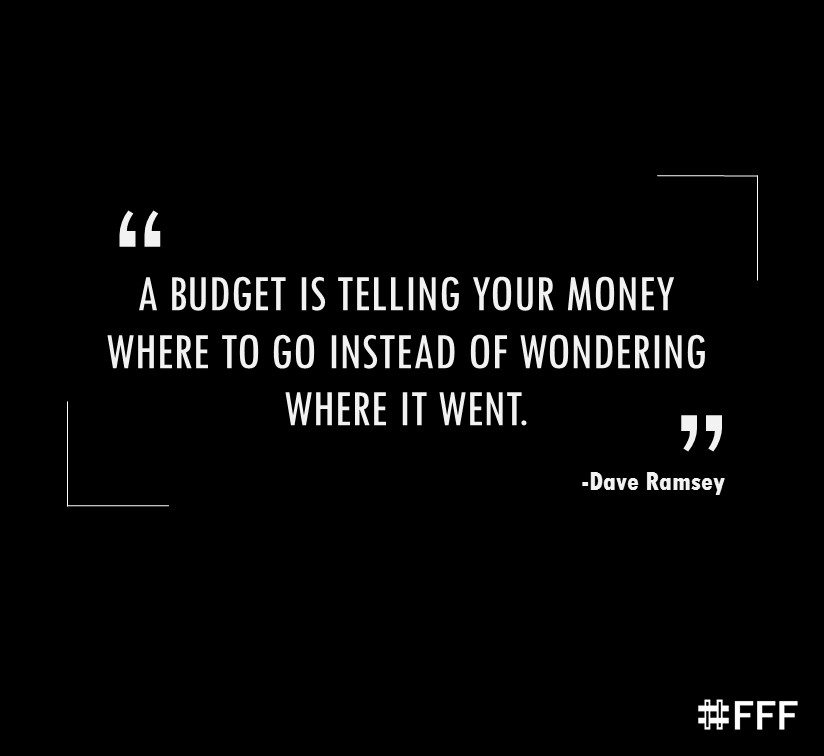 “
A BUDGET IS TELLING YOUR MONEY
WHERE TO GO INSTEAD OF WONDERING
WHERE IT WENT.
”
-Dave Ramsey
#FFF